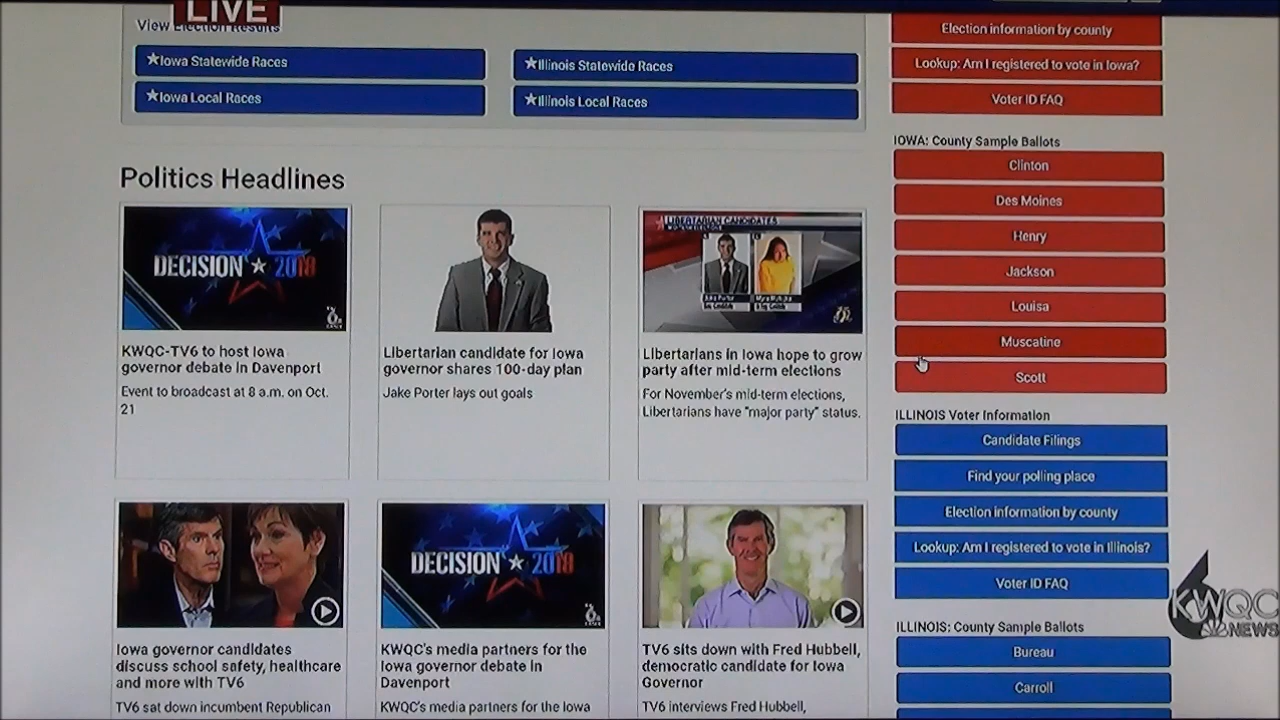 LIVE
View Election Results
★Iowa Statewide Races
★Illinois Statewide Races
★Iowa Local Races
★Illinois Local Races
Politics Headlines
DECISION ★ 2018
KWQC-TV6 to host Iowa
governor debate in Davenport
Event to broadcast at 8 a.m. on Oct.
21
Libertarian candidate for Iowa
governor shares 100-day plan
Jake Porter lays out goals
LIBERTARIAN CANDIDATES
Libertarians in Iowa hope to grow
party after mid-term elections
For November's mid-term elections,
Libertarians have "major party" status.
Iowa governor candidates
discuss school safety, healthcare
and more with TV6
TV6 sat down incumbent Republican
DECISION ★ 2018
KWQC's media partners for the
Iowa governor debate in
Davenport
KWQC's media partners for the Iowa
TV6 sits down with Fred Hubbell,
democratic candidate for Iowa
Governor
TV6 interviews Fred Hubbell,
Election information by county
Lookup: Am I registered to vote in Iowa?
Voter ID FAQ
IOWA: County Sample Ballots
Clinton
Des Moines
Henry
Jackson
Louisa
Muscatine
Scott
ILLINOIS Voter Information
Candidate Filings
Find your polling place
Election information by county
Lookup: Am I registered to vote in Illinois?
Voter ID FAQ
ILLINOIS: County Sample Ballots
Bureau
Carroll
6
KWQC
NEWS